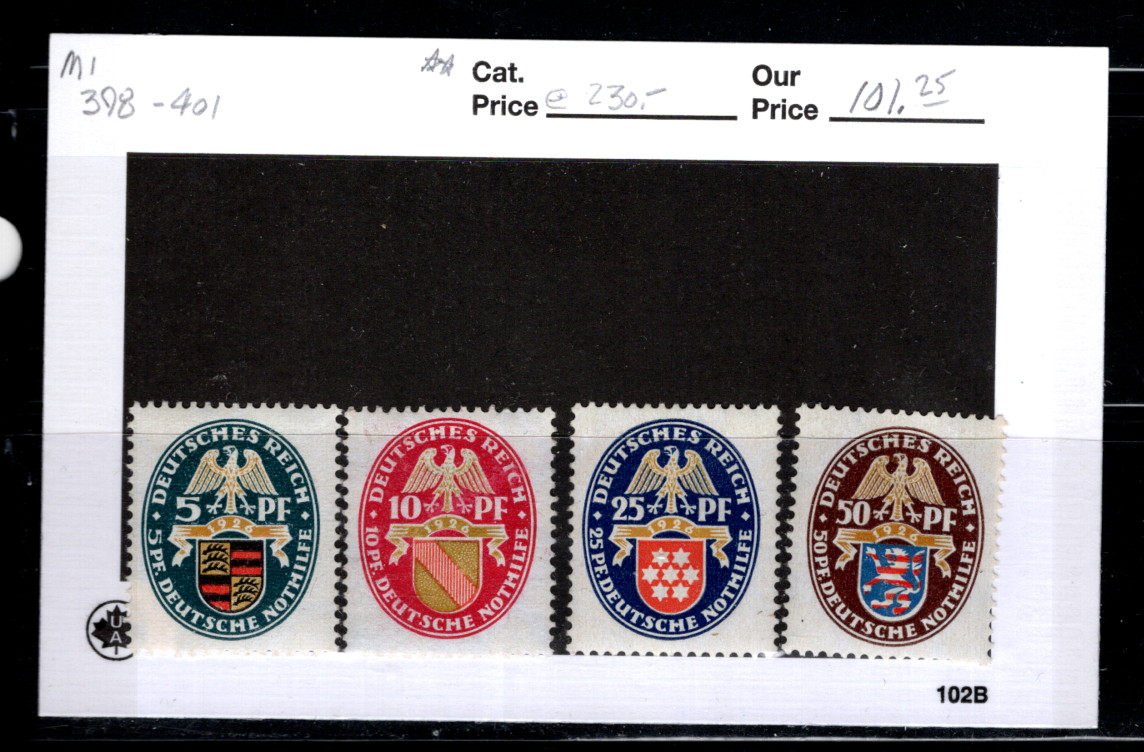 MI
398 - 401
** Cat.
Price @ 230.-
Our
Price 101.25
DEUTSCHES REICH
5 PF
1926
5 PF. DEUTSCHE NOTHILFE
DEUTSCHES REICH
10 PF
1926
10 PF. DEUTSCHE NOTHILFE
DEUTSCHES REICH
25 PF
1926
25 PF. DEUTSCHE NOTHILFE
DEUTSCHES REICH
50 PF
1926
50 PF. DEUTSCHE NOTHILFE
U
A
102B